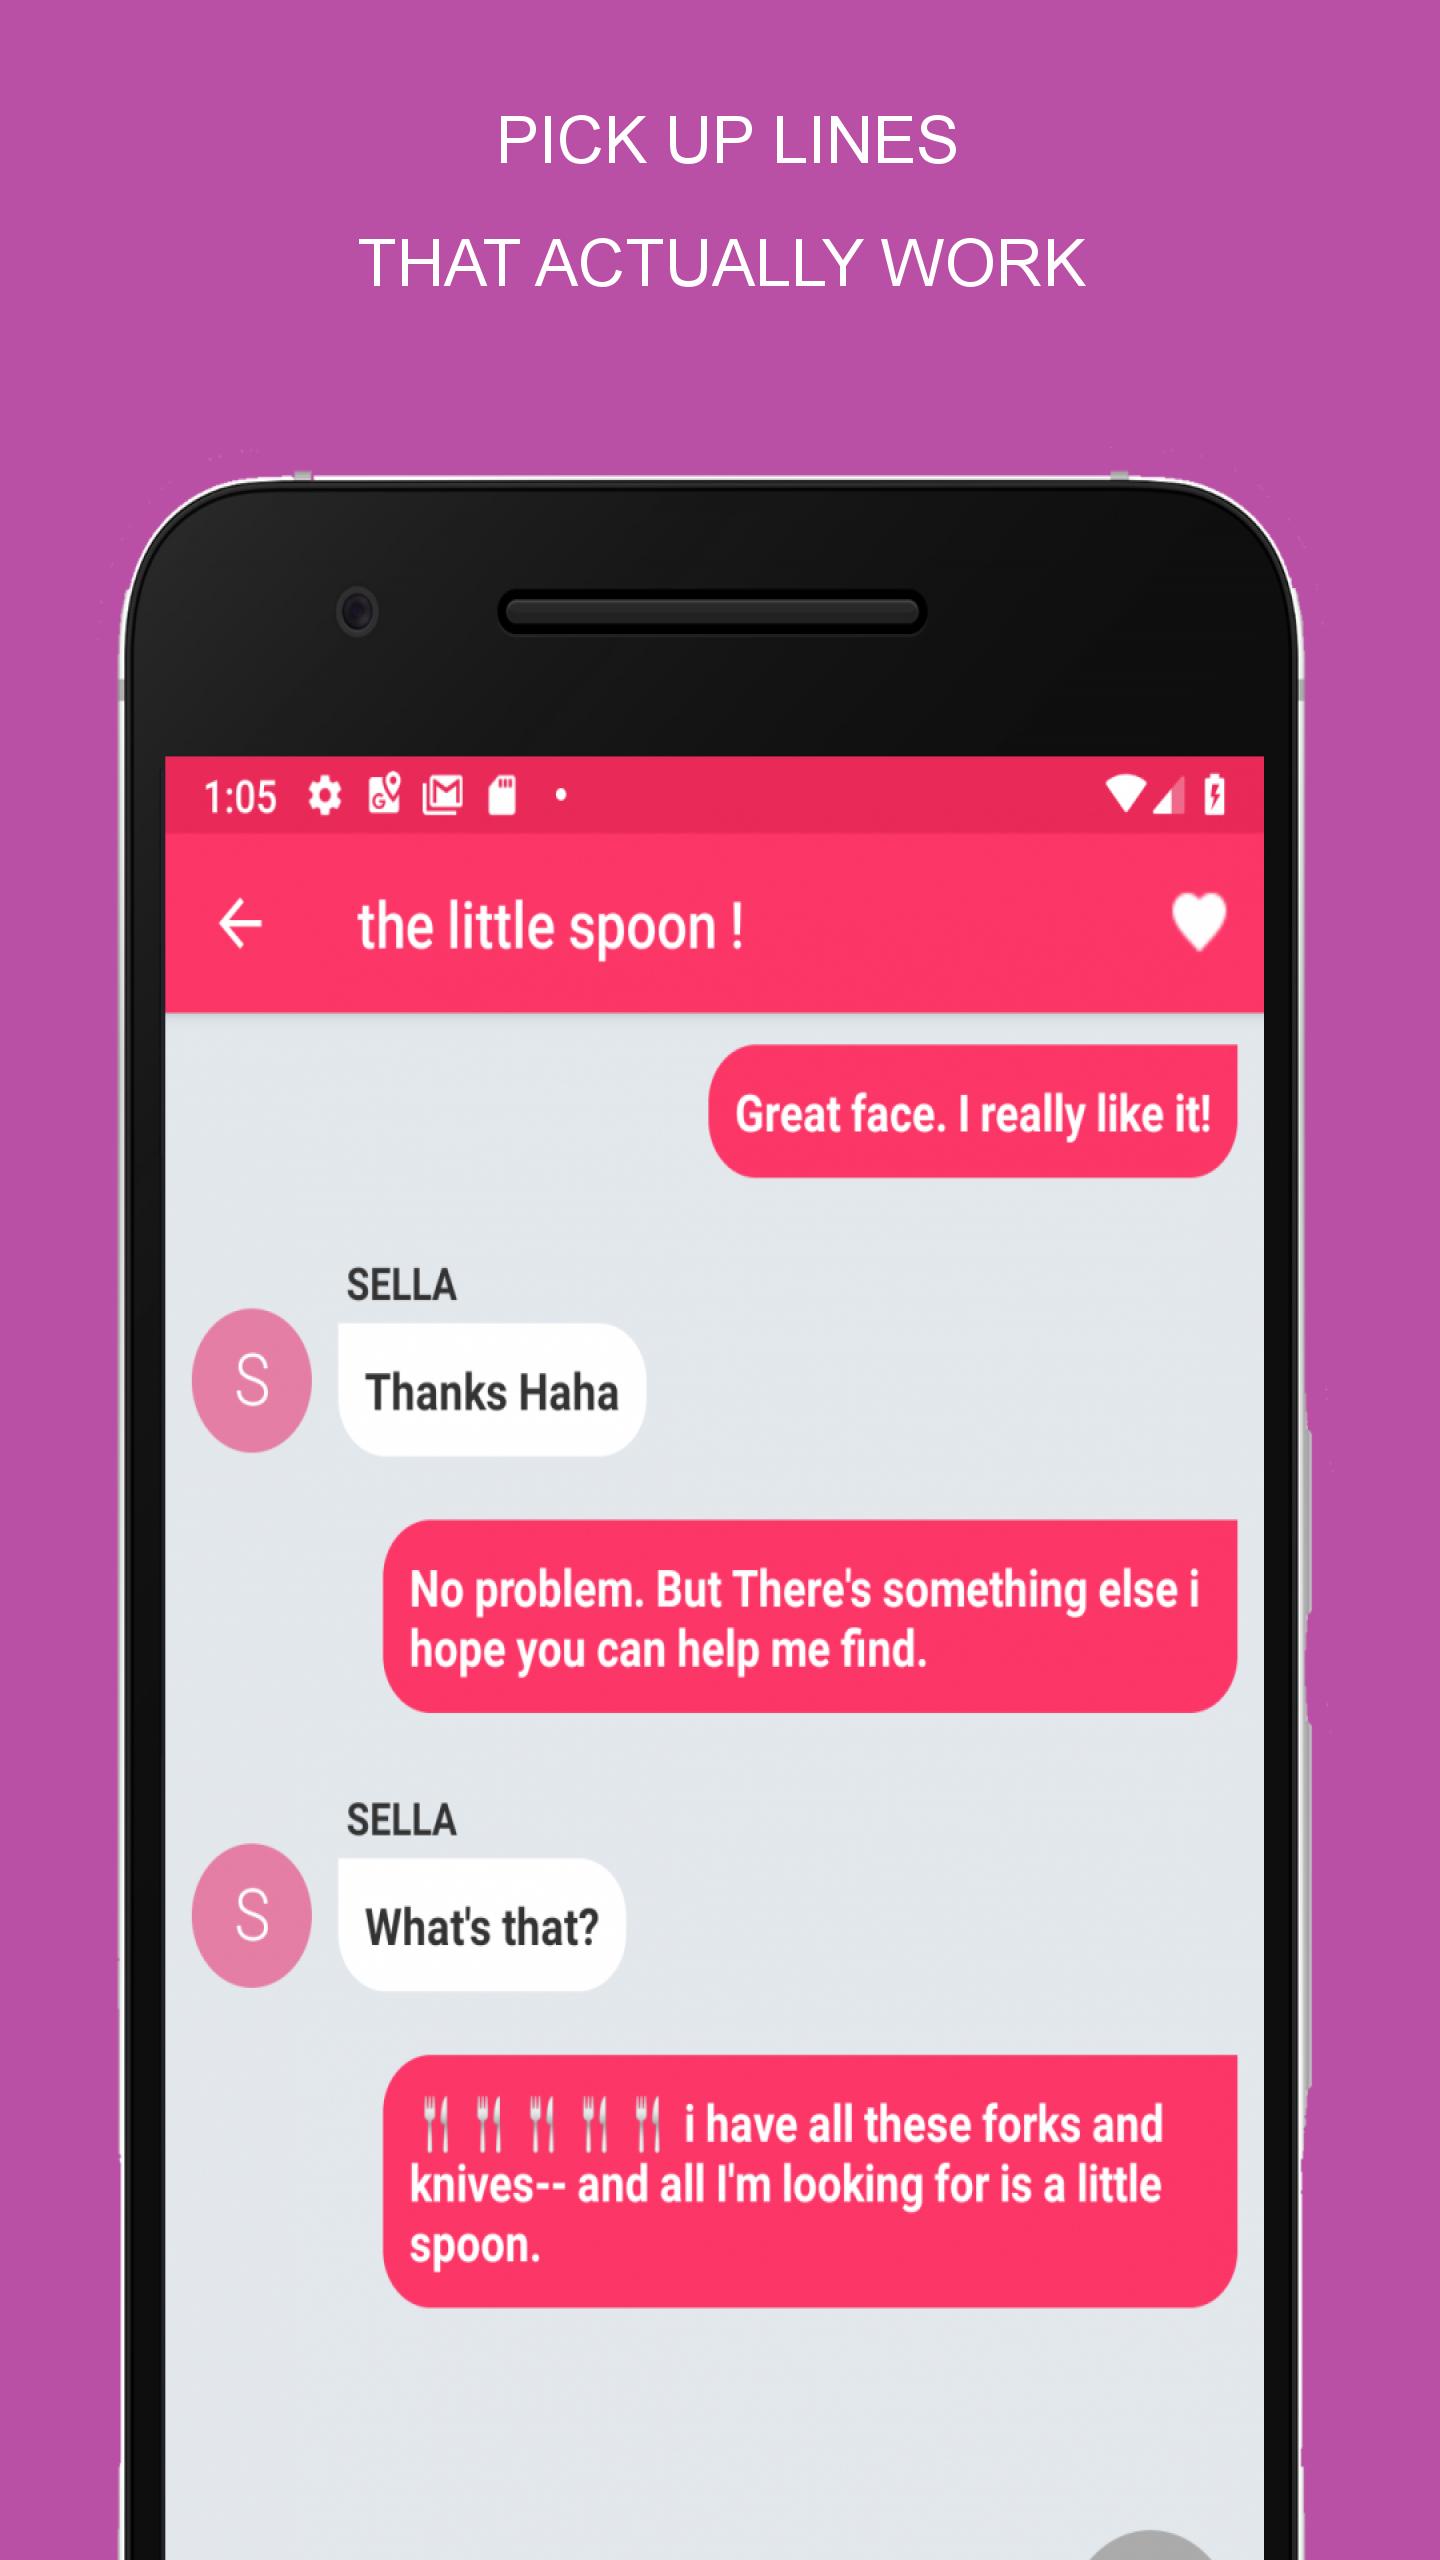 PICK UP LINES
THAT ACTUALLY WORK
1:05
the little spoon !
Great face. I really like it!
SELLA
S
Thanks Haha
No problem. But There's something else i
hope you can help me find.
SELLA
S
What's that?
🍴 🍴 🍴 🍴 🍴 i have all these forks and
knives-- and all I'm looking for is a little
spoon.